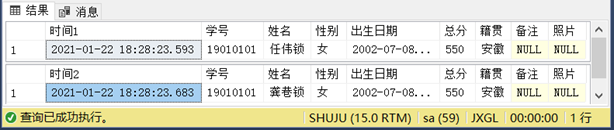 结果 消息
时间1 学号 姓名 性别 出生日期 总分 籍贯 备注 照片
1 2021-01-22 18:28:23.593 19010101 任伟锁 女 2002-07-08... 550 安徽 NULL NULL
时间2 学号 姓名 性别 出生日期 总分 籍贯 备注 照片
1 2021-01-22 18:28:23.683 19010101 龚巷锁 女 2002-07-08... 550 安徽 NULL NULL
查询已成功执行。 SHUJU (15.0 RTM) sa (59) JXGL 00:00:00 1 行